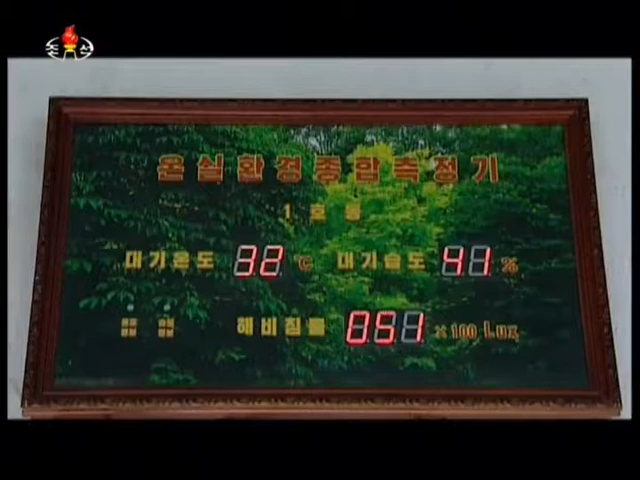 조선
온실환경종합측정기
1 호동
대기온도 32 °C 대기습도 41 %
해비침률 051 ×100 Lux